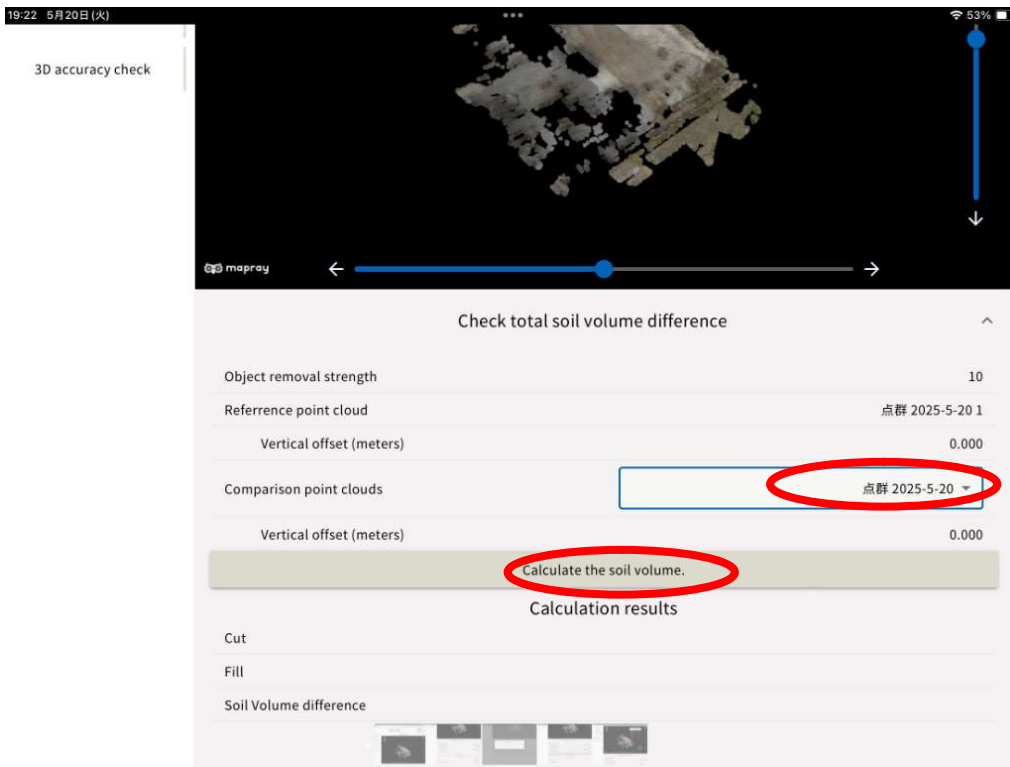 19:22 5月20日(火)
53%
3D accuracy check
mapray
Check total soil volume difference
Object removal strength 10
Referrence point cloud 点群 2025-5-20 1
Vertical offset (meters) 0.000
Comparison point clouds 点群 2025-5-20
Vertical offset (meters) 0.000
Calculate the soil volume.
Calculation results
Cut
Fill
Soil Volume difference